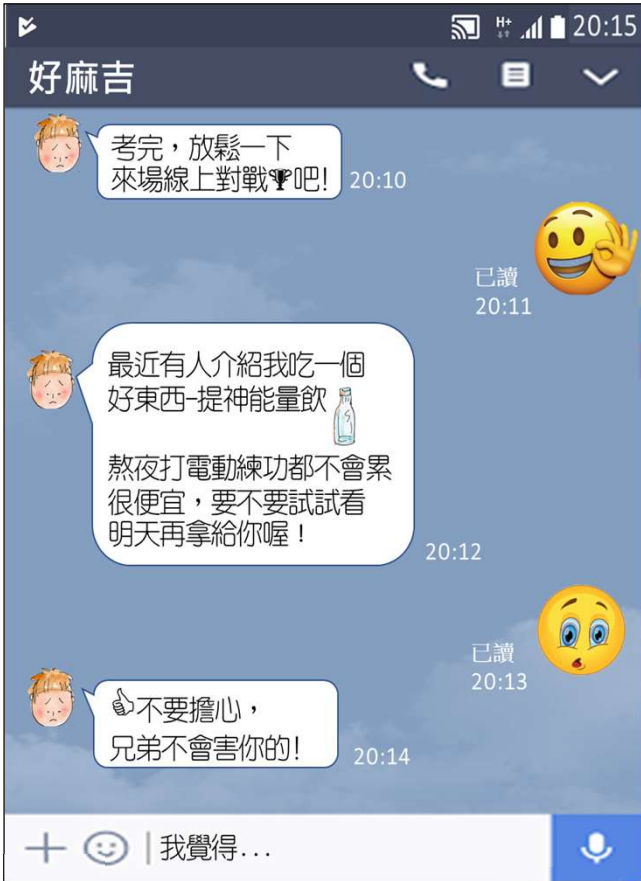 H+
20:15
好麻吉
考完，放鬆一下
來場線上對戰🏆吧!
20:10
已讀
20:11
最近有人介紹我吃一個
好東西-提神能量飲
熬夜打電動練功都不會累
很便宜，要不要試試看
明天再拿給你喔！
20:12
已讀
20:13
👍不要擔心，
兄弟不會害你的!
20:14
我覺得...